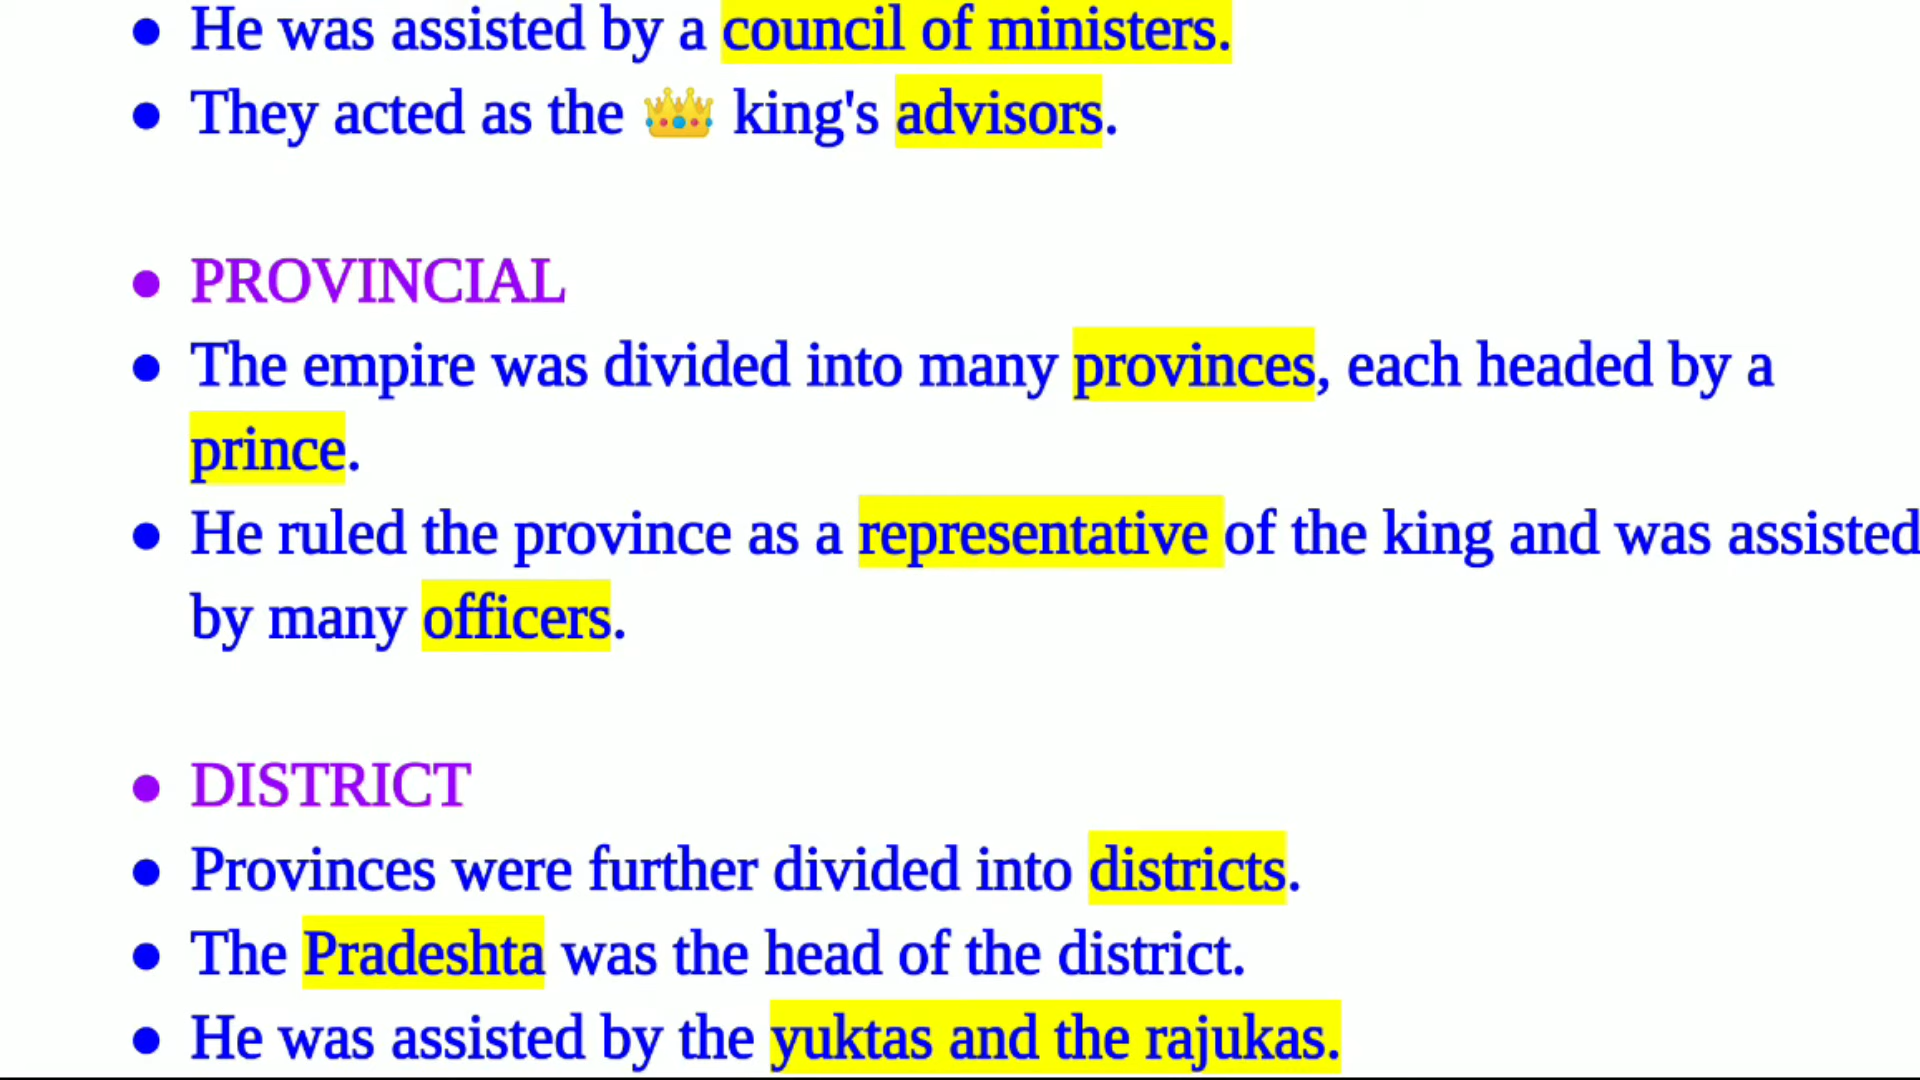 ● He was assisted by a council of ministers.
● They acted as the 👑 king's advisors.
● PROVINCIAL
● The empire was divided into many provinces, each headed by a
prince.
● He ruled the province as a representative of the king and was assisted
by many officers.
● DISTRICT
● Provinces were further divided into districts.
● The Pradeshta was the head of the district.
● He was assisted by the yuktas and the rajukas.